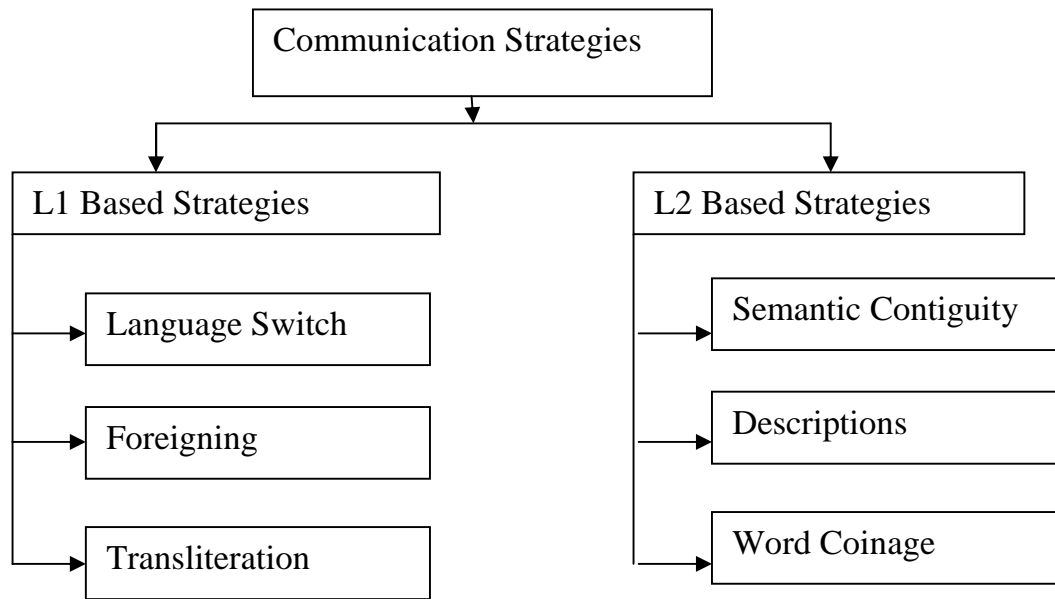 Communication Strategies
L1 Based Strategies
Language Switch
Foreigning
Transliteration
L2 Based Strategies
Semantic Contiguity
Descriptions
Word Coinage